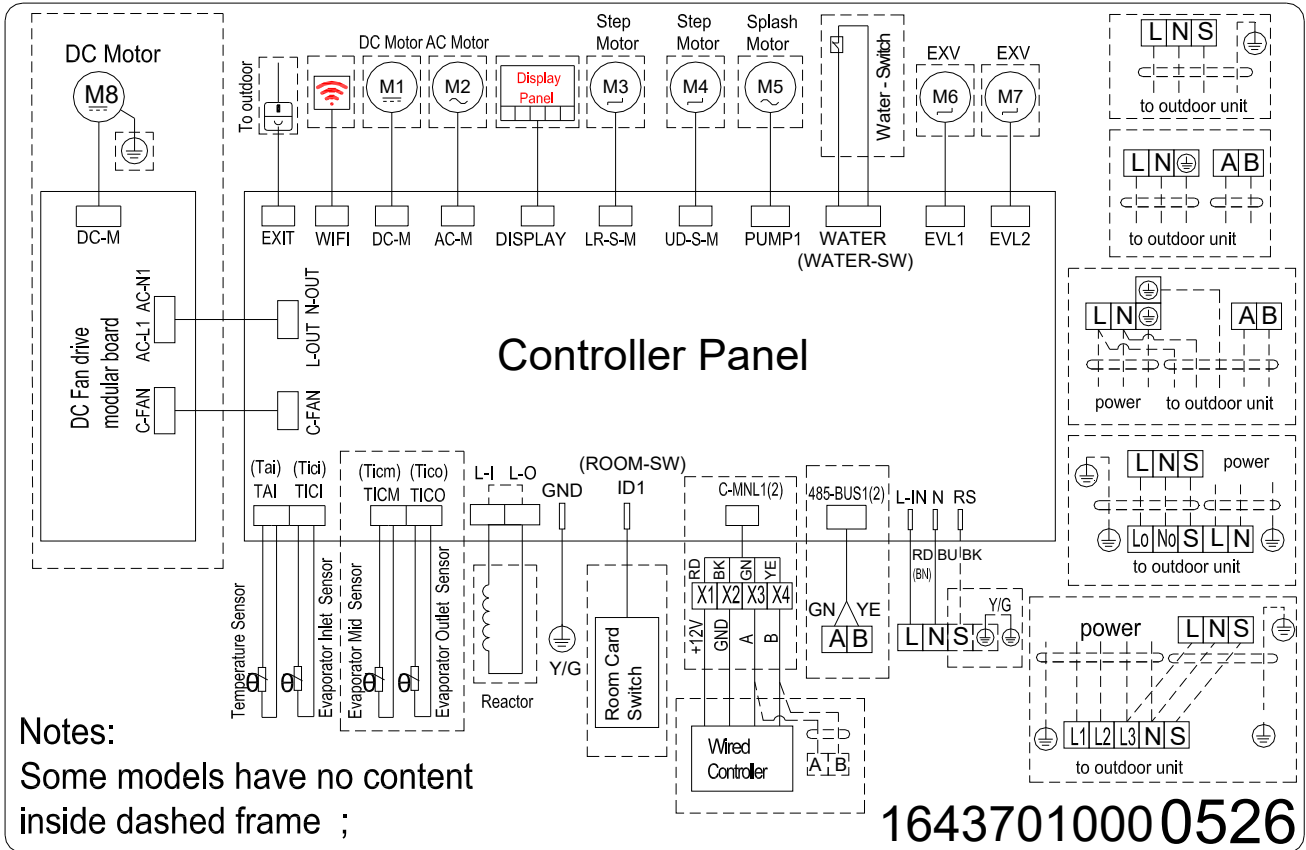 DC Motor
M8
DC-M
AC-L1 AC-N1
C-FAN
DC Fan drive
modular board
To outdoor
DC Motor
M1
AC Motor
M2
Display
Panel
Step
Motor
M3
Step
Motor
M4
Splash
Motor
M5
Water - Switch
EXV
M6
EXV
M7
EXIT
WIFI
DC-M
AC-M
DISPLAY
LR-S-M
UD-S-M
PUMP1
WATER
(WATER-SW)
EVL1
EVL2
L-OUT N-OUT
C-FAN
Controller Panel
(Tai)
TAI
(Tici)
TICI
(Ticm)
TICM
(Tico)
TICO
L-I
L-O
GND
(ROOM-SW)
ID1
C-MNL1(2)
485-BUS1(2)
L-IN N RS
θ
θ
θ
θ
Temperature Sensor
Evaporator Inlet Sensor
Evaporator Mid Sensor
Evaporator Outlet Sensor
Reactor
Y/G
Room Card
Switch
RD
BK
GN
YE
X1 X2 X3 X4
+12V
GND
A
B
Wired
Controller
A B
GN YE
A B
RD BU BK
(BN)
L N S
Y/G
L N S
to outdoor unit
L N
A B
to outdoor unit
L N
A B
power
to outdoor unit
L N S
power
Lo No S L N
to outdoor unit
power
L N S
L1 L2 L3 N S
to outdoor unit
Notes:
Some models have no content
inside dashed frame ;
1643701000 0526